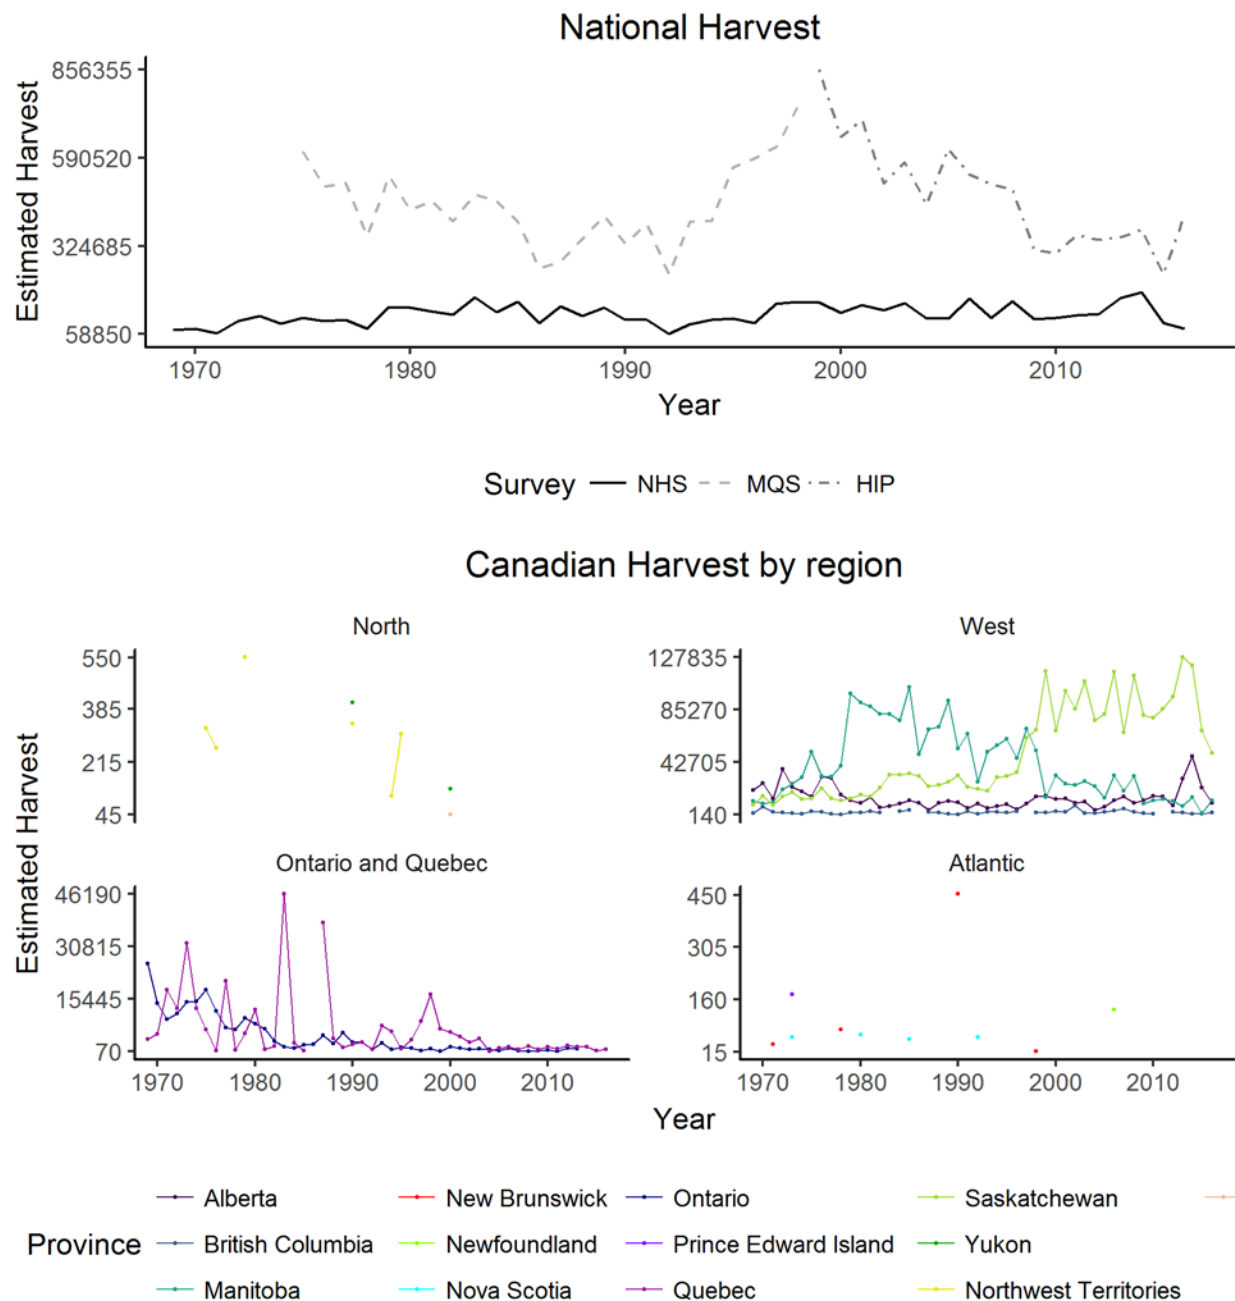 National Harvest
Estimated Harvest
856355
590520
324685
58850
1970 1980 1990 2000 2010
Year
Survey NHS MQS HIP
Canadian Harvest by region
North West
Estimated Harvest
550
385
215
45
127835
85270
42705
140
Ontario and Quebec Atlantic
46190
30815
15445
70
450
305
160
15
1970 1980 1990 2000 2010 1970 1980 1990 2000 2010
Year
Alberta New Brunswick Ontario Saskatchewan
Province British Columbia Newfoundland Prince Edward Island Yukon
Manitoba Nova Scotia Quebec Northwest Territories